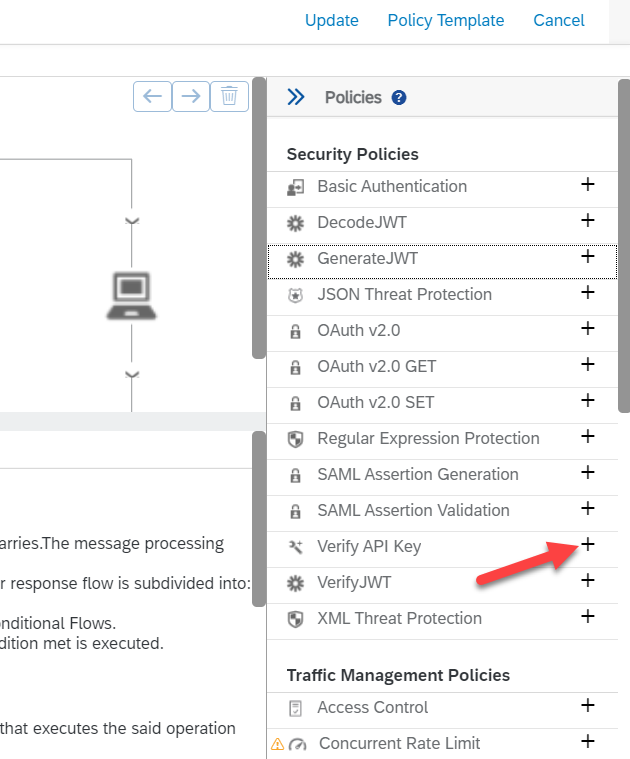 Update Policy Template Cancel
Policies ?
Security Policies
Basic Authentication +
DecodeJWT +
GenerateJWT +
JSON Threat Protection +
OAuth v2.0 +
OAuth v2.0 GET +
OAuth v2.0 SET +
Regular Expression Protection +
SAML Assertion Generation +
SAML Assertion Validation +
Verify API Key +
VerifyJWT +
XML Threat Protection +
Traffic Management Policies
Access Control +
Concurrent Rate Limit +
arries.The message processing
r response flow is subdivided into:
nditional Flows.
dition met is executed.
that executes the said operation